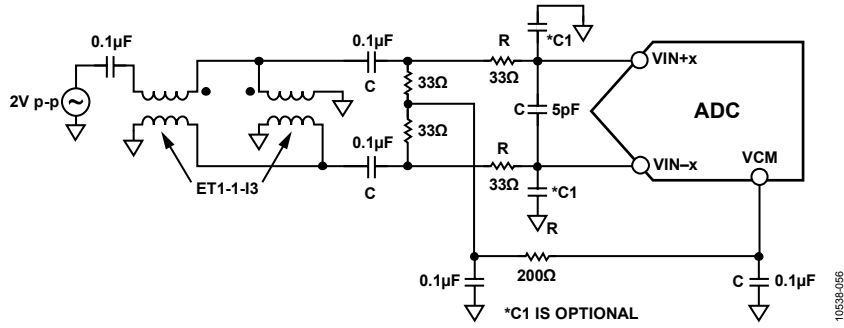 0.1µF
2V p-p
ET1-1-I3
0.1µF
C
33Ω
33Ω
0.1µF
C
R
33Ω
*C1
C
5pF
R
33Ω
*C1
R
VIN+x
ADC
VIN–x
VCM
0.1µF
200Ω
C
0.1µF
*C1 IS OPTIONAL
10538-056